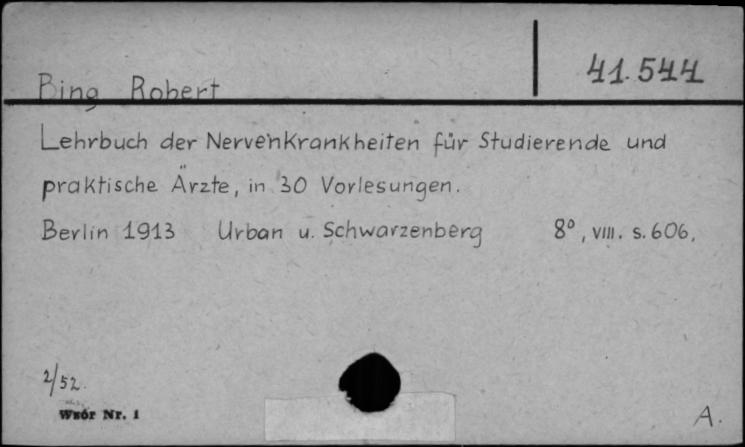 Bing Robert
41.544
Lehrbuch der Nervenkrankheiten für Studierende und
praktische Ärzte, in 30 Vorlesungen.
Berlin 1913 Urban u. Schwarzenberg 8º, VIII. s. 606,
2/52.
Wzór Nr. 1
A.